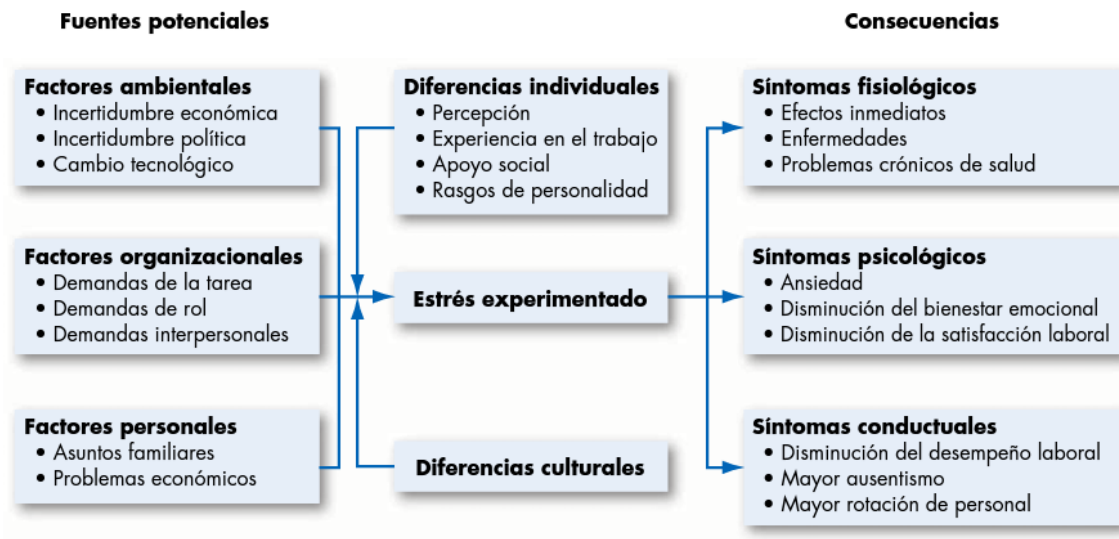 Fuentes potenciales
Consecuencias
Factores ambientales
• Incertidumbre económica
• Incertidumbre política
• Cambio tecnológico
Factores organizacionales
• Demandas de la tarea
• Demandas de rol
• Demandas interpersonales
Factores personales
• Asuntos familiares
• Problemas económicos
Diferencias individuales
• Percepción
• Experiencia en el trabajo
• Apoyo social
• Rasgos de personalidad
Estrés experimentado
Diferencias culturales
Síntomas fisiológicos
• Efectos inmediatos
• Enfermedades
• Problemas crónicos de salud
Síntomas psicológicos
• Ansiedad
• Disminución del bienestar emocional
• Disminución de la satisfacción laboral
Síntomas conductuales
• Disminución del desempeño laboral
• Mayor ausentismo
• Mayor rotación de personal